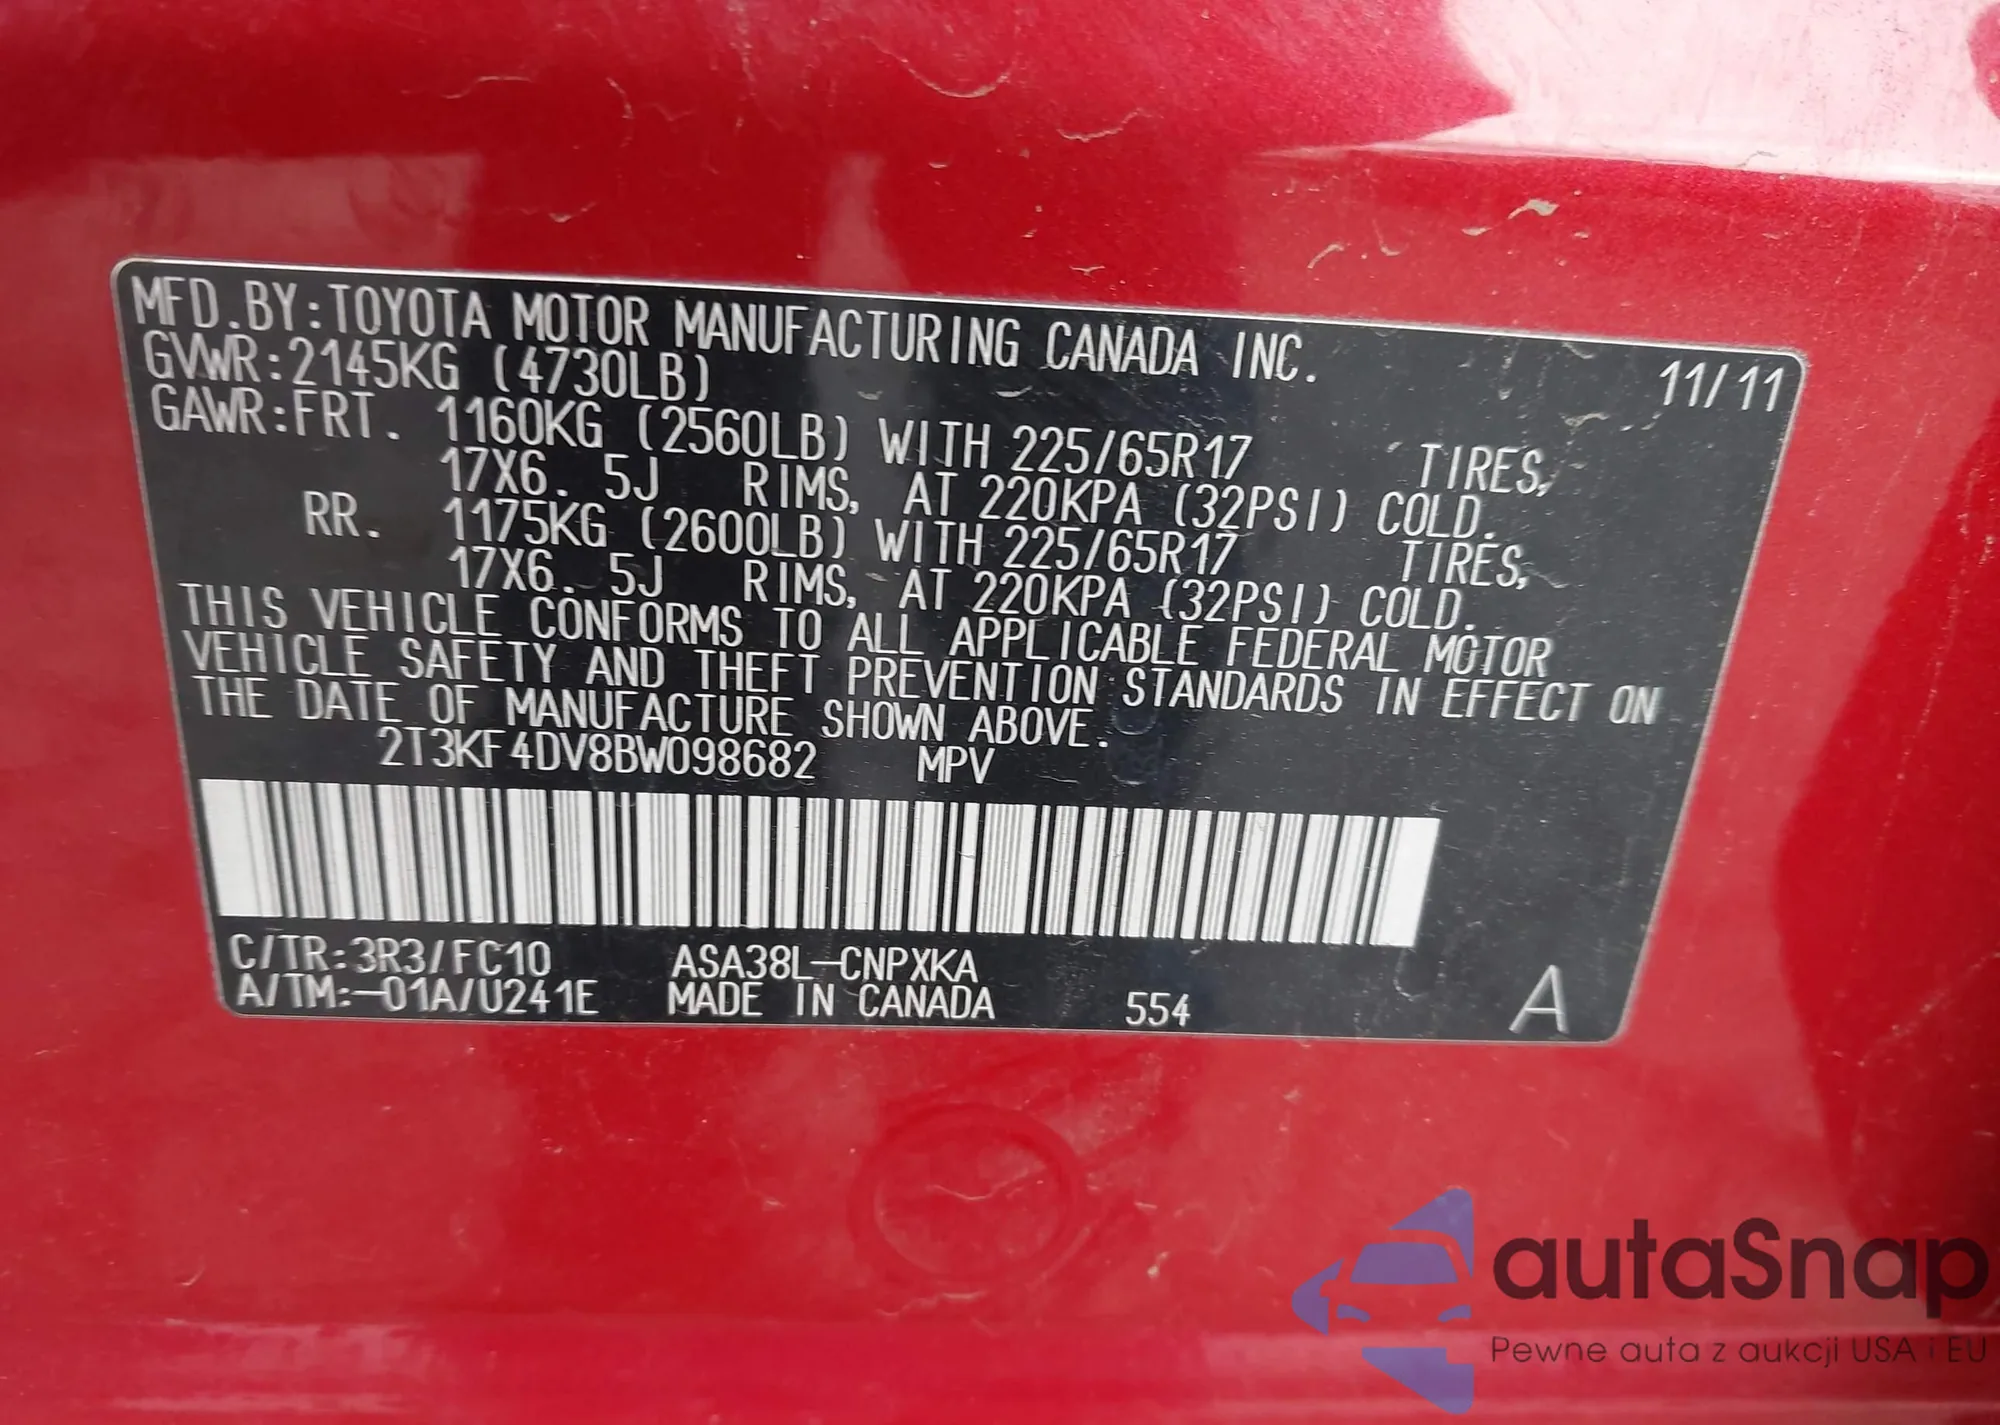 MFD.BY:TOYOTA MOTOR MANUFACTURING CANADA INC. 11/11
GVWR:2145KG (4730LB)
GAWR:FRT. 1160KG (2560LB) WITH 225/65R17 TIRES,
17X6. 5J RIMS, AT 220KPA (32PSI) COLD.
RR. 1175KG (2600LB) WITH 225/65R17 TIRES,
17X6. 5J RIMS, AT 220KPA (32PSI) COLD.
THIS VEHICLE CONFORMS TO ALL APPLICABLE FEDERAL MOTOR
VEHICLE SAFETY AND THEFT PREVENTION STANDARDS IN EFFECT ON
THE DATE OF MANUFACTURE SHOWN ABOVE.
2T3KF4DV8BW098682 MPV
C/TR:3R3/FC10 ASA38L-CNPXKA
A/TM:-01A/U241E MADE IN CANADA 554 A
autaSnap
Pewne auta z aukcji USA i EU